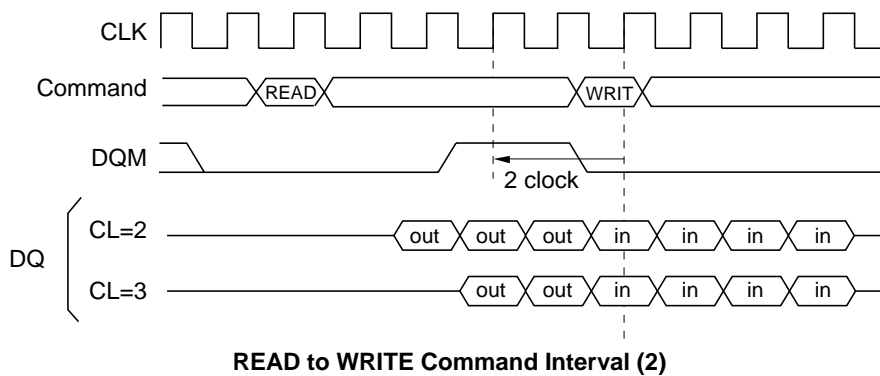 CLK
Command READ WRIT
DQM
2 clock
DQ
CL=2 out out out in in in in
CL=3 out out in in in in
READ to WRITE Command Interval (2)